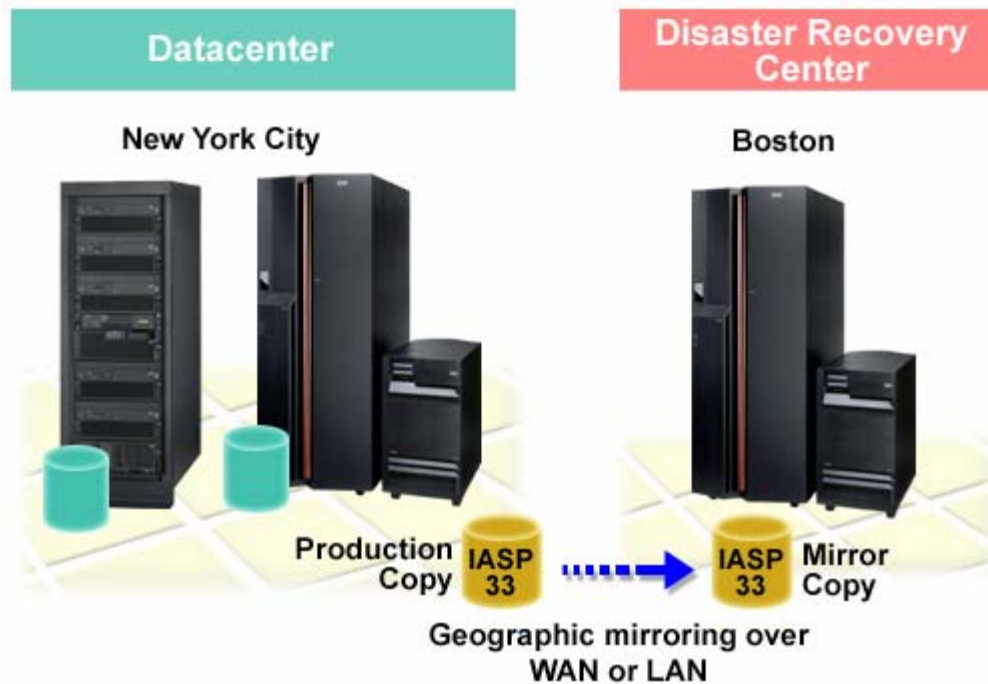 Datacenter
Disaster Recovery
Center
New York City
Boston
Production
Copy
IASP
33
IASP
33
Mirror
Copy
Geographic mirroring over
WAN or LAN